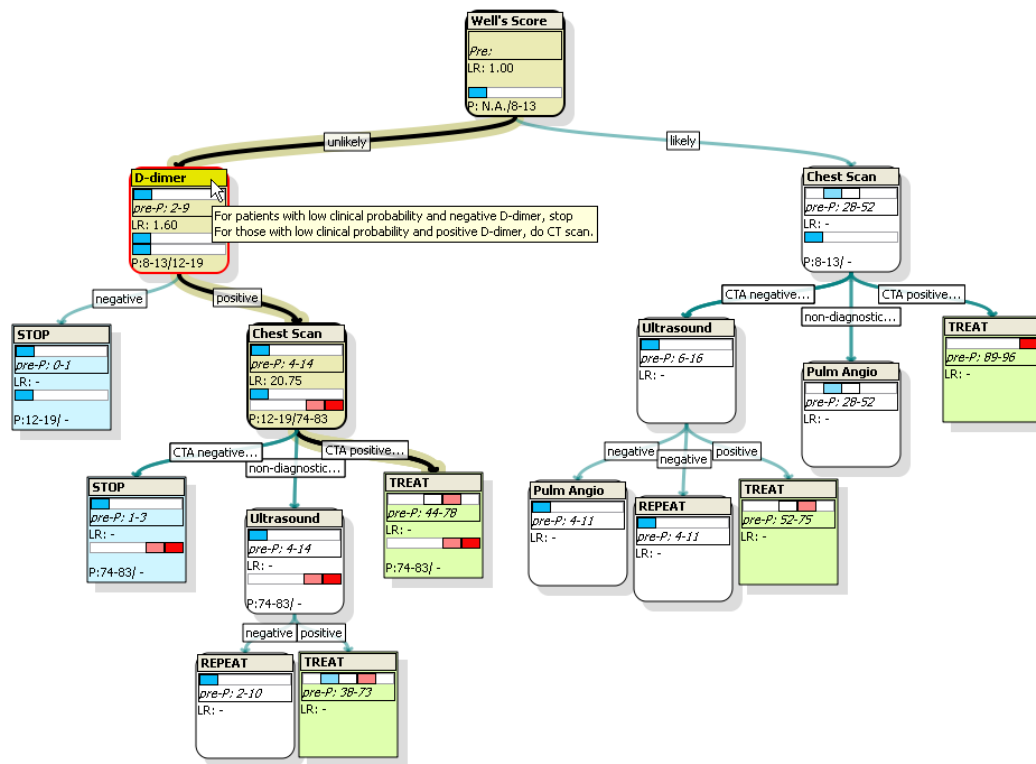 Well's Score
Pre:
LR: 1.00
P: N.A./8-13
unlikely
likely
D-dimer
pre-P: 2-9
LR: 1.60
P:8-13/12-19
For patients with low clinical probability and negative D-dimer, stop
For those with low clinical probability and positive D-dimer, do CT scan.
Chest Scan
pre-P: 28-52
LR: -
P:8-13/ -
negative
positive
CTA negative...
non-diagnostic...
CTA positive...
STOP
pre-P: 0-1
LR: -
P:12-19/ -
Chest Scan
pre-P: 4-14
LR: 20.75
P:12-19/74-83
Ultrasound
pre-P: 6-16
LR: -
Pulm Angio
pre-P: 28-52
LR: -
TREAT
pre-P: 89-96
LR: -
CTA negative...
non-diagnostic...
CTA positive...
negative
negative
positive
STOP
pre-P: 1-3
LR: -
P:74-83/ -
Ultrasound
pre-P: 4-14
LR: -
P:74-83/ -
TREAT
pre-P: 44-78
LR: -
P:74-83/ -
Pulm Angio
pre-P: 4-11
LR: -
REPEAT
pre-P: 4-11
LR: -
TREAT
pre-P: 52-75
LR: -
negative
positive
REPEAT
pre-P: 2-10
LR: -
TREAT
pre-P: 38-73
LR: -